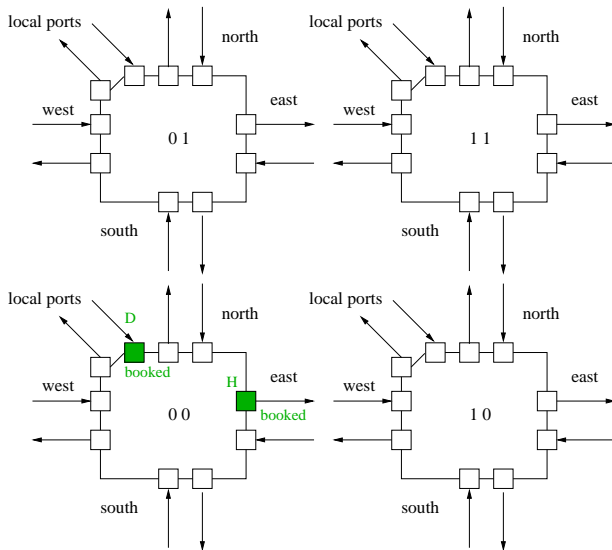 local ports
north
west
east
0 1
south
local ports
north
west
east
1 1
south
local ports
D
north
booked
west
H
east
0 0
booked
south
local ports
north
west
east
1 0
south